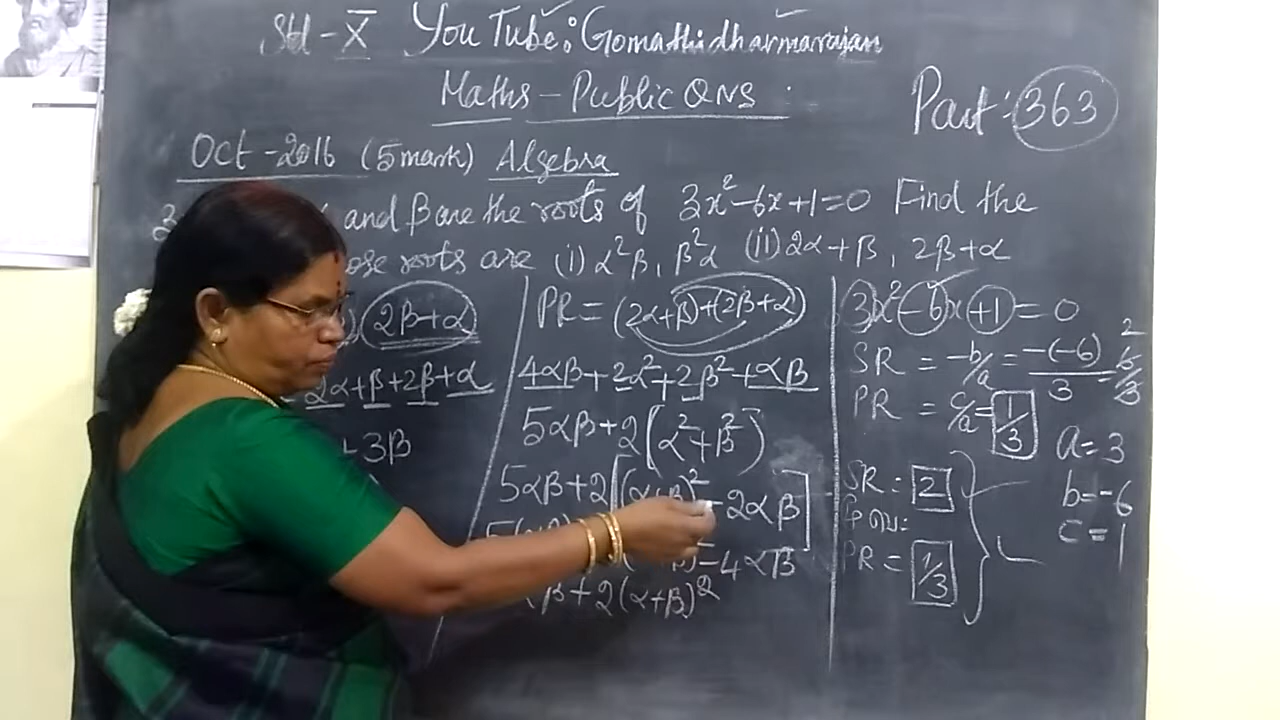 Std - X YouTube: Gomathidharmarajan
Maths - Public QNS
Part: 363
Oct - 2016 (5 mark) Algebra
and β are the roots of 3x² - 6x + 1 = 0 Find the
ose roots are (i) α²β, β²α (ii) 2α + β, 2β + α
(2β + α)
2α + β + 2β + α
+ 3β
PR = (2α + β) + (2β + α)
4αβ + 2α² + 2β² + αβ
5αβ + 2(α² + β²)
5αβ + 2[(α + β)² - 2αβ]
- 4αβ
β + 2(α + β)²
3x² - 6x + 1 = 0
SR = -b/a = -(-6)/3 = 6/3 2
PR = c/a = 1/3
a = 3
b = -6
c = 1
SR = 2
PR = 1/3